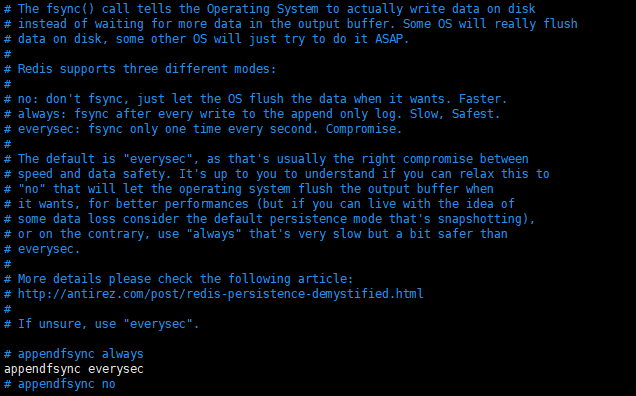 # The fsync() call tells the Operating System to actually write data on disk
# instead of waiting for more data in the output buffer. Some OS will really flush
# data on disk, some other OS will just try to do it ASAP.
#
# Redis supports three different modes:
#
# no: don't fsync, just let the OS flush the data when it wants. Faster.
# always: fsync after every write to the append only log. Slow, Safest.
# everysec: fsync only one time every second. Compromise.
#
# The default is "everysec", as that's usually the right compromise between
# speed and data safety. It's up to you to understand if you can relax this to
# "no" that will let the operating system flush the output buffer when
# it wants, for better performances (but if you can live with the idea of
# some data loss consider the default persistence mode that's snapshotting),
# or on the contrary, use "always" that's very slow but a bit safer than
# everysec.
#
# More details please check the following article:
# http://antirez.com/post/redis-persistence-demystified.html
#
# If unsure, use "everysec".

# appendfsync always
appendfsync everysec
# appendfsync no